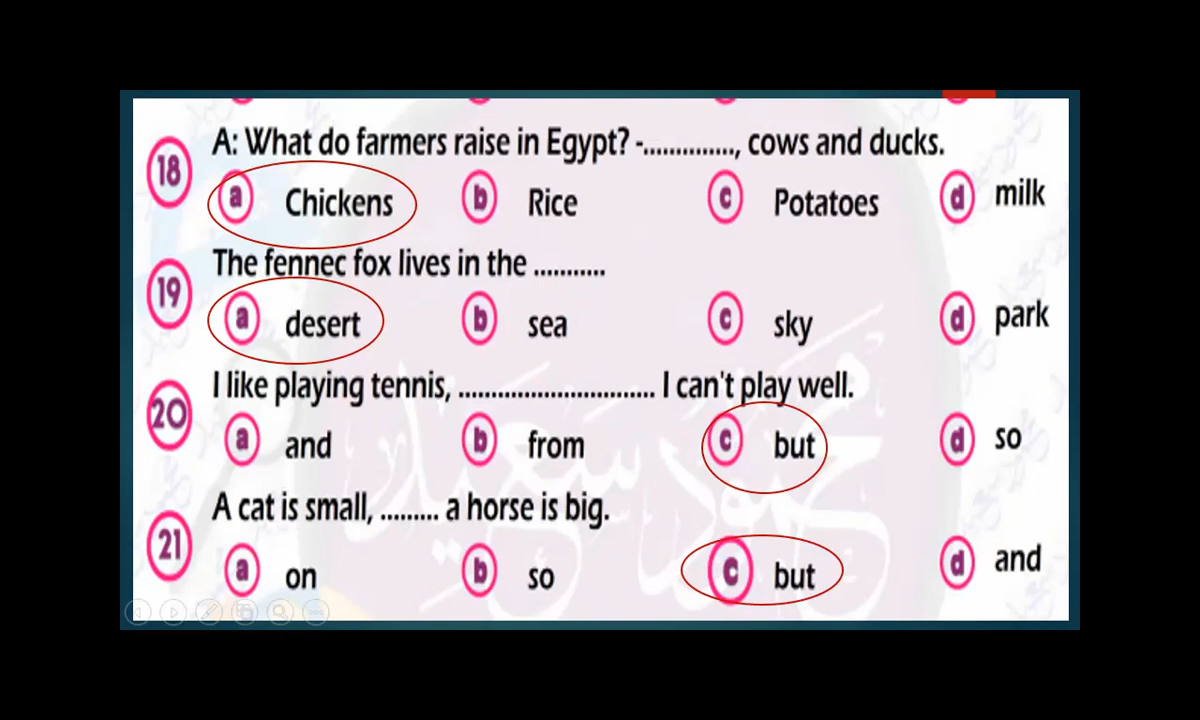 18 A: What do farmers raise in Egypt? -.............., cows and ducks.
a Chickens b Rice c Potatoes d milk
19 The fennec fox lives in the ...........
a desert b sea c sky d park
20 I like playing tennis, .............................. I can't play well.
a and b from c but d so
21 A cat is small, ......... a horse is big.
a on b so c but d and
محمود سعيد